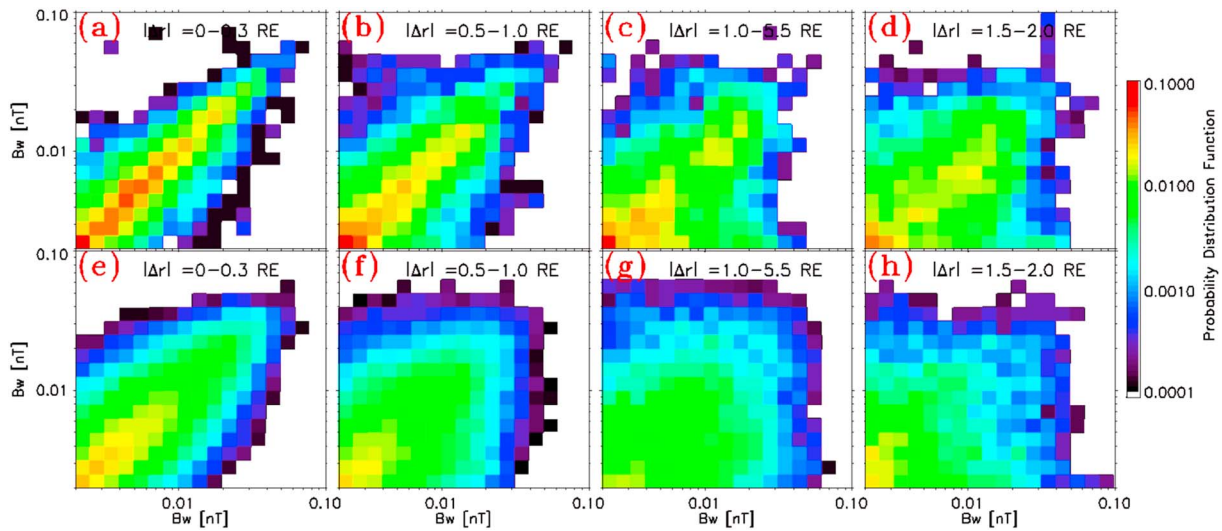 0.10
(a) |Δr| =0–0.3 RE
(b) |Δr| =0.5–1.0 RE
(c) |Δr| =1.0–5.5 RE
(d) |Δr| =1.5–2.0 RE
Bw [nT]
0.01
0.10
(e) |Δr| =0–0.3 RE
(f) |Δr| =0.5–1.0 RE
(g) |Δr| =1.0–5.5 RE
(h) |Δr| =1.5–2.0 RE
Bw [nT]
0.01
0.01 0.10 0.01 0.10 0.01 0.10 0.01 0.10
Bw [nT] Bw [nT] Bw [nT] Bw [nT]
0.1000
0.0100
0.0010
0.0001
Probability Distribution Function